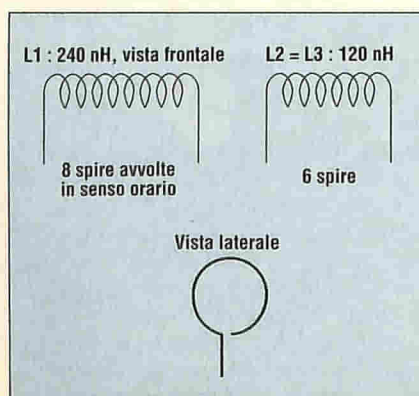 L1 : 240 nH, vista frontale
L2 = L3 : 120 nH
8 spire avvolte
in senso orario
6 spire
Vista laterale